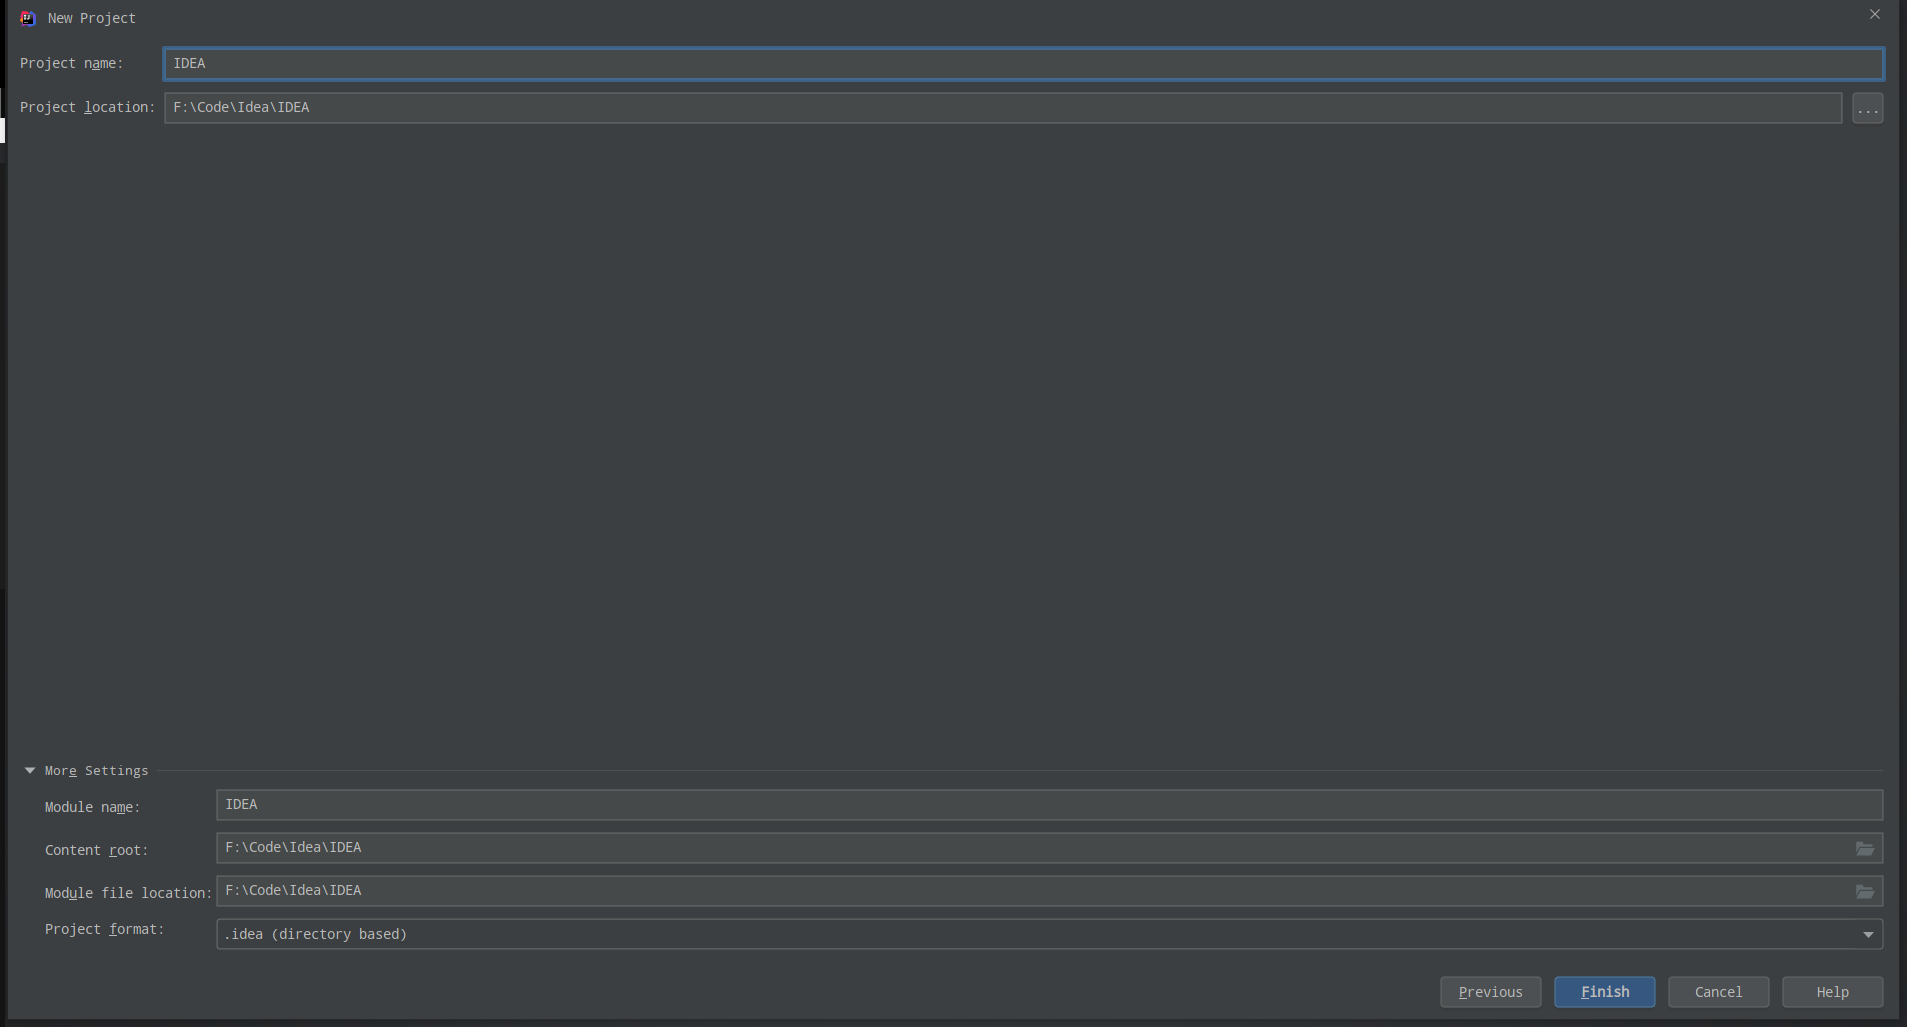 New Project
Project name: IDEA
Project location: F:\Code\Idea\IDEA ...
More Settings
Module name: IDEA
Content root: F:\Code\Idea\IDEA
Module file location: F:\Code\Idea\IDEA
Project format: .idea (directory based)
Previous Finish Cancel Help